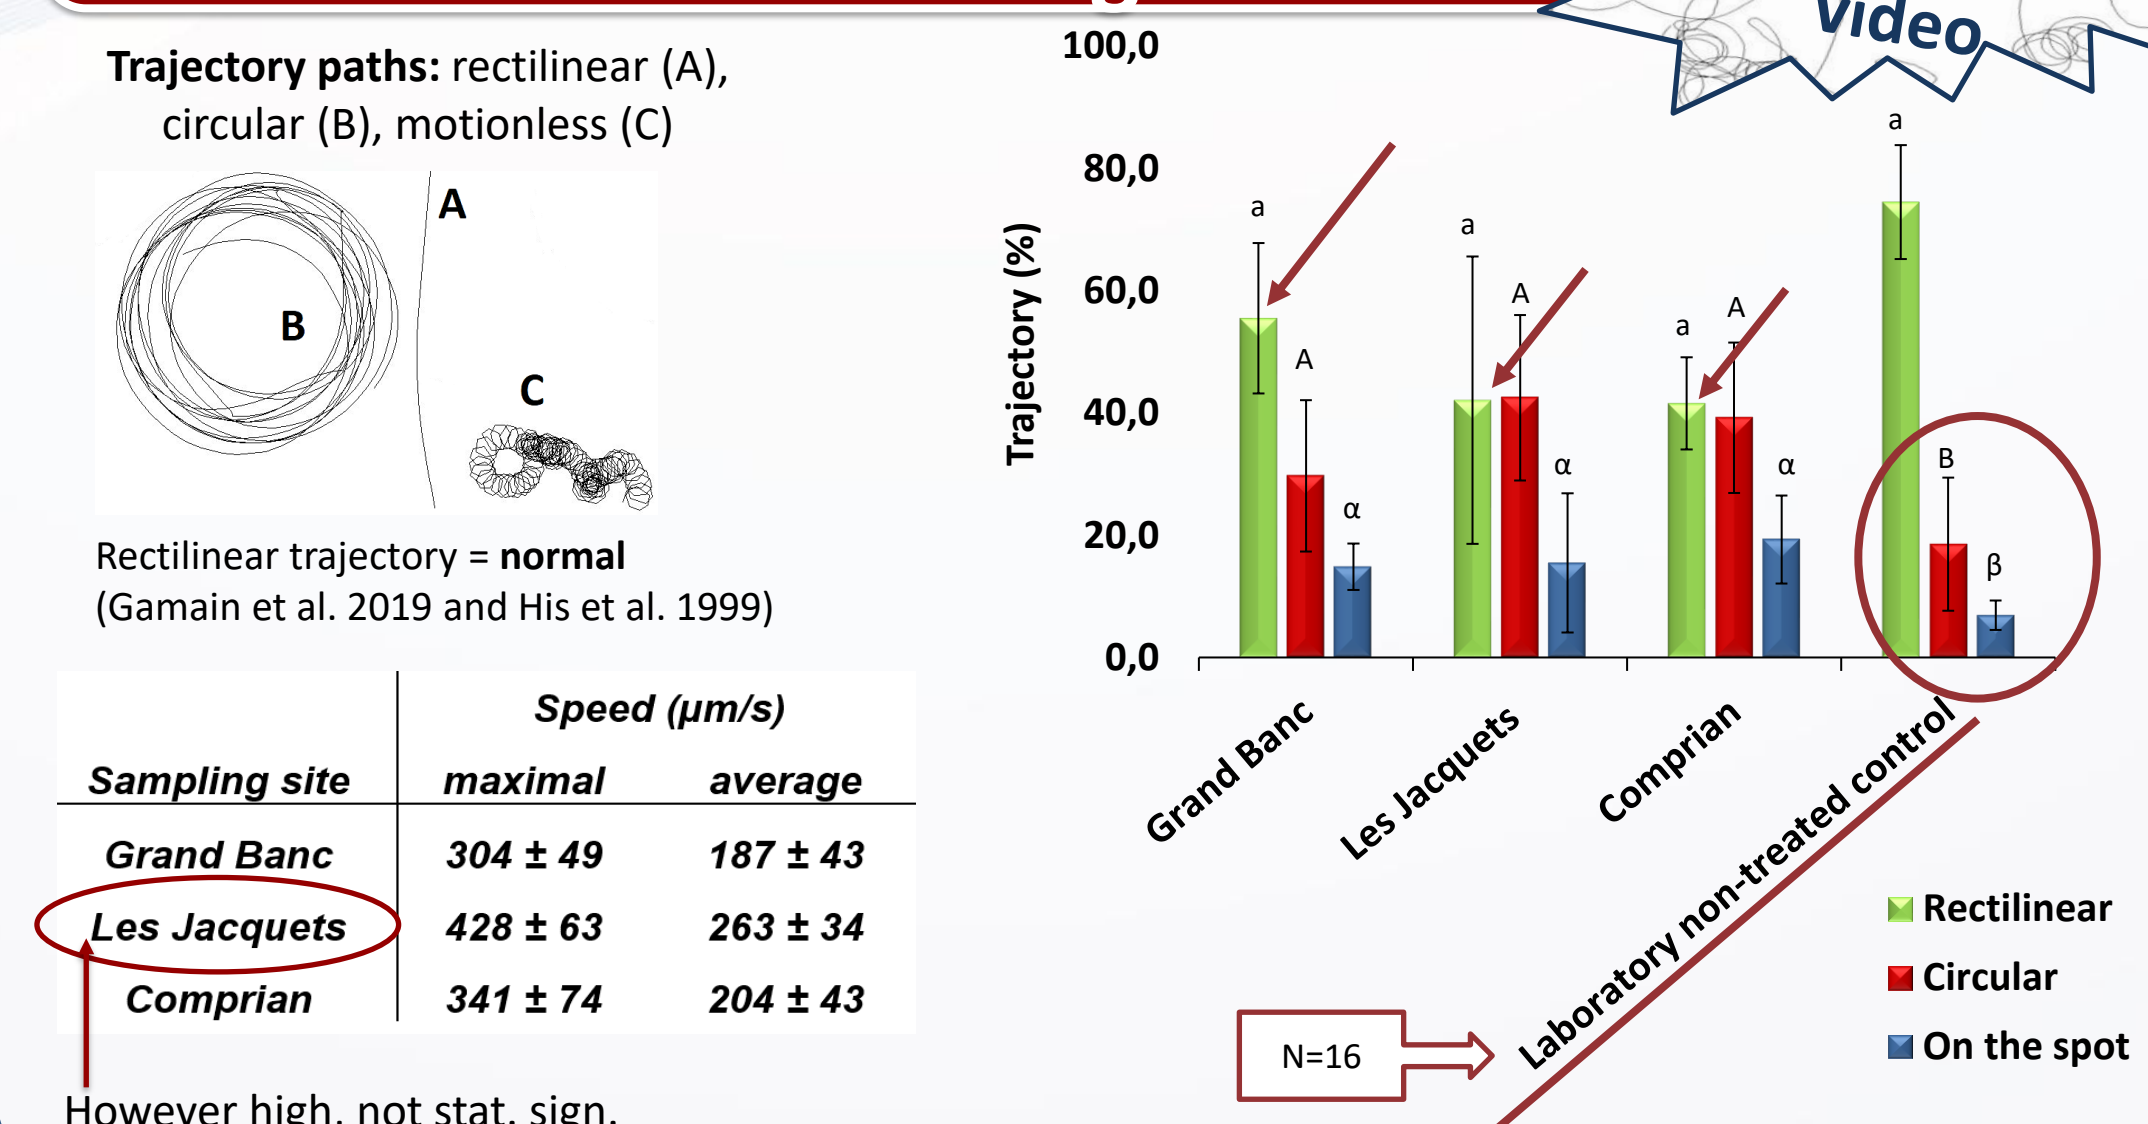 Video
Trajectory paths: rectilinear (A),
circular (B), motionless (C)
A
B
C
Rectilinear trajectory = normal
(Gamain et al. 2019 and His et al. 1999)
Speed (µm/s)
Sampling site maximal average
Grand Banc 304 ± 49 187 ± 43
Les Jacquets 428 ± 63 263 ± 34
Comprian 341 ± 74 204 ± 43
However high, not stat. sign.
Trajectory (%)
100,0
80,0
60,0
40,0
20,0
0,0
a A α
a A α
a A α
a B β
Grand Banc
Les Jacquets
Comprian
Laboratory non-treated control
N=16
Rectilinear
Circular
On the spot